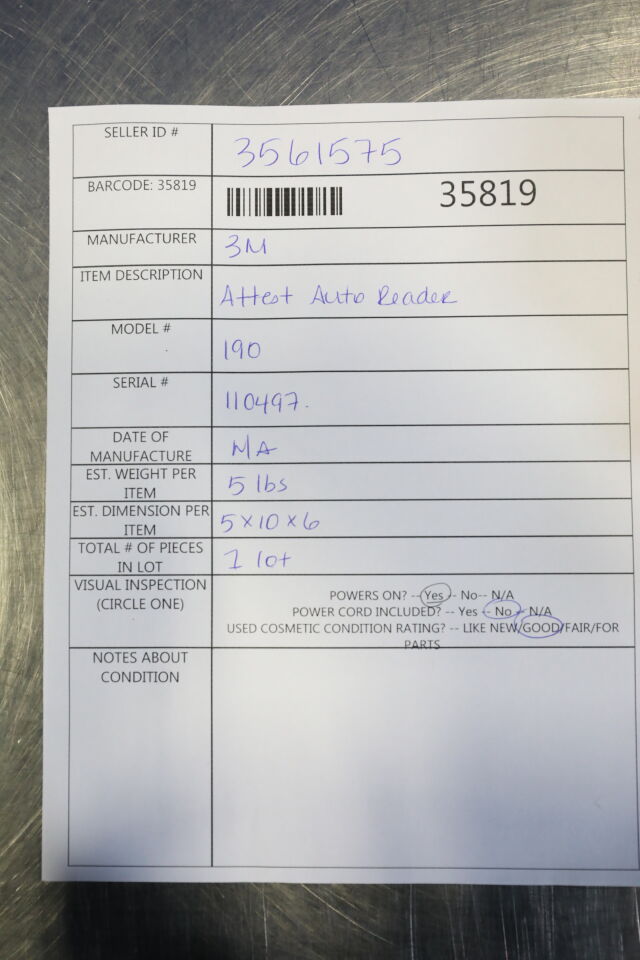 SELLER ID #
3561575
BARCODE: 35819
35819
MANUFACTURER
3M
ITEM DESCRIPTION
Attest Auto Reader
MODEL #
190
SERIAL #
110497.
DATE OF
MANUFACTURE
NA
EST. WEIGHT PER
ITEM
5 lbs
EST. DIMENSION PER
ITEM
5 x 10 x 6
TOTAL # OF PIECES
IN LOT
1 lot
VISUAL INSPECTION
(CIRCLE ONE)
POWERS ON? -- Yes -- No-- N/A
POWER CORD INCLUDED? -- Yes -- No -- N/A
USED COSMETIC CONDITION RATING? -- LIKE NEW/GOOD/FAIR/FOR
PARTS
NOTES ABOUT
CONDITION